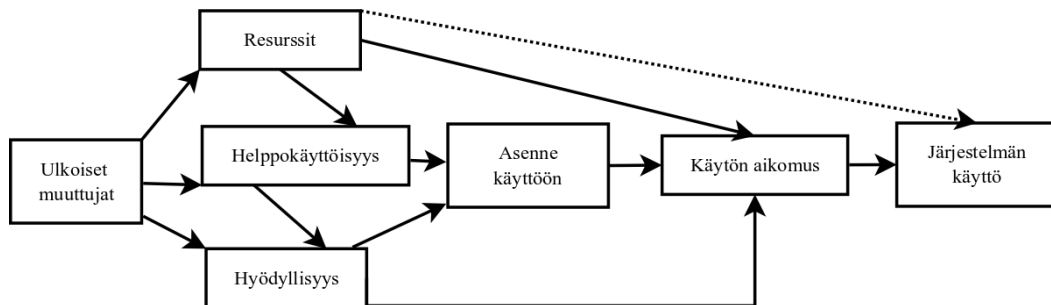 Resurssit
Ulkoiset
muuttujat
Helppokäyttöisyys
Hyödyllisyys
Asenne
käyttöön
Käytön aikomus
Järjestelmän
käyttö